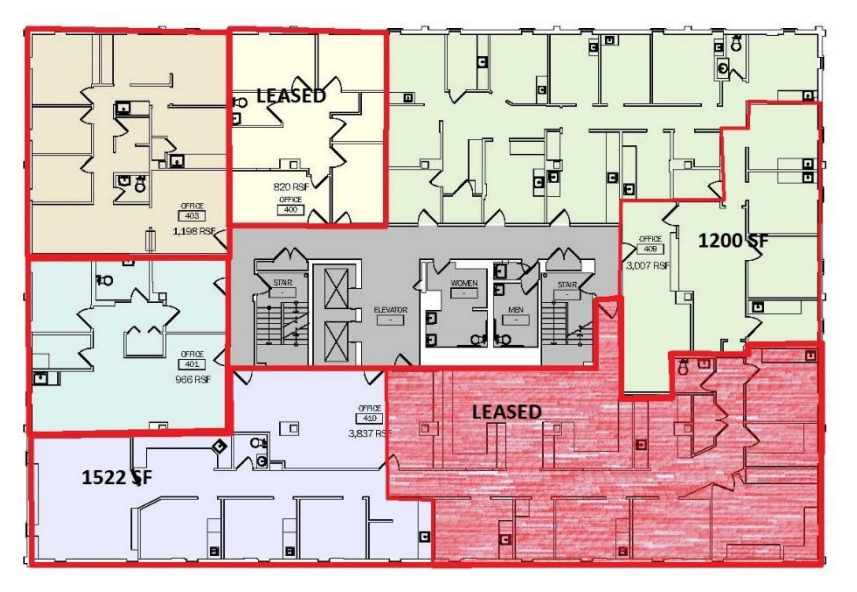 LEASED
820 RSF
OFFICE
400
OFFICE
403
1,198 RSF
OFFICE
409
3,007 RSF
1200 SF
STAIR
ELEVATOR
WOMEN
MEN
STAIR
OFFICE
401
966 RSF
OFFICE
410
3,837 RSF
LEASED
1522 SF